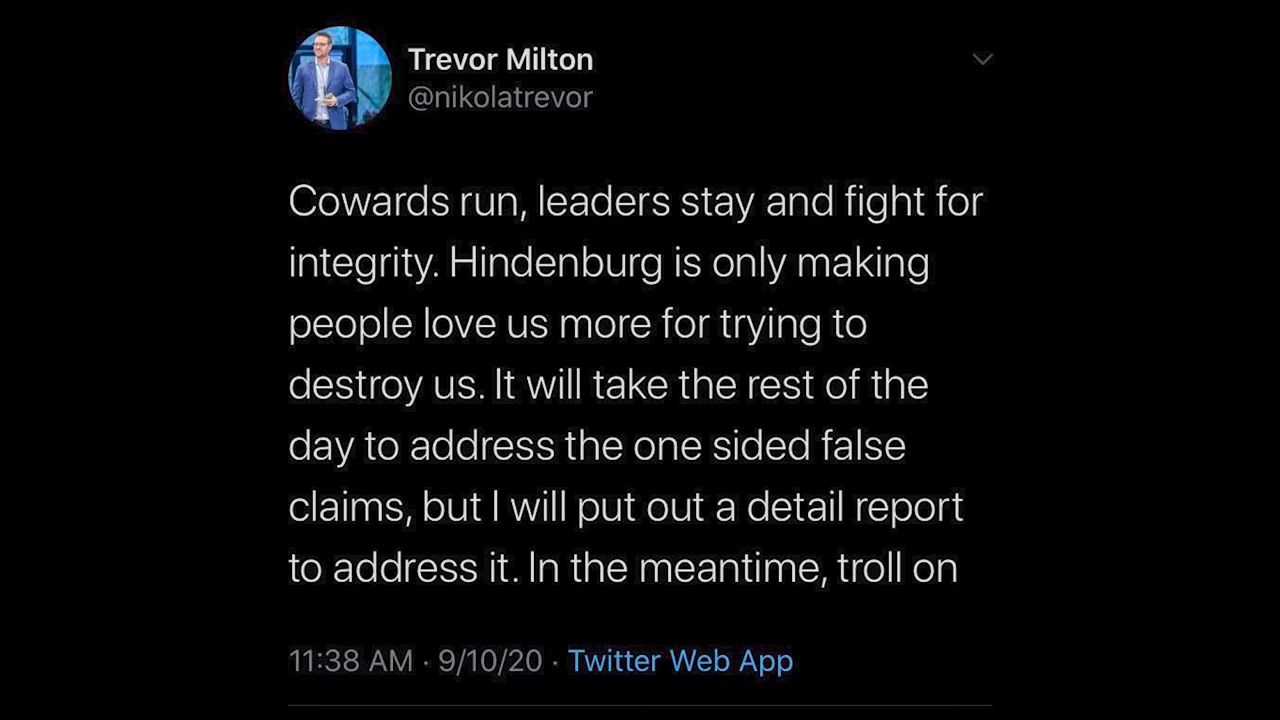 Trevor Milton
@nikolatrevor
Cowards run, leaders stay and fight for
integrity. Hindenburg is only making
people love us more for trying to
destroy us. It will take the rest of the
day to address the one sided false
claims, but I will put out a detail report
to address it. In the meantime, troll on
11:38 AM · 9/10/20 · Twitter Web App